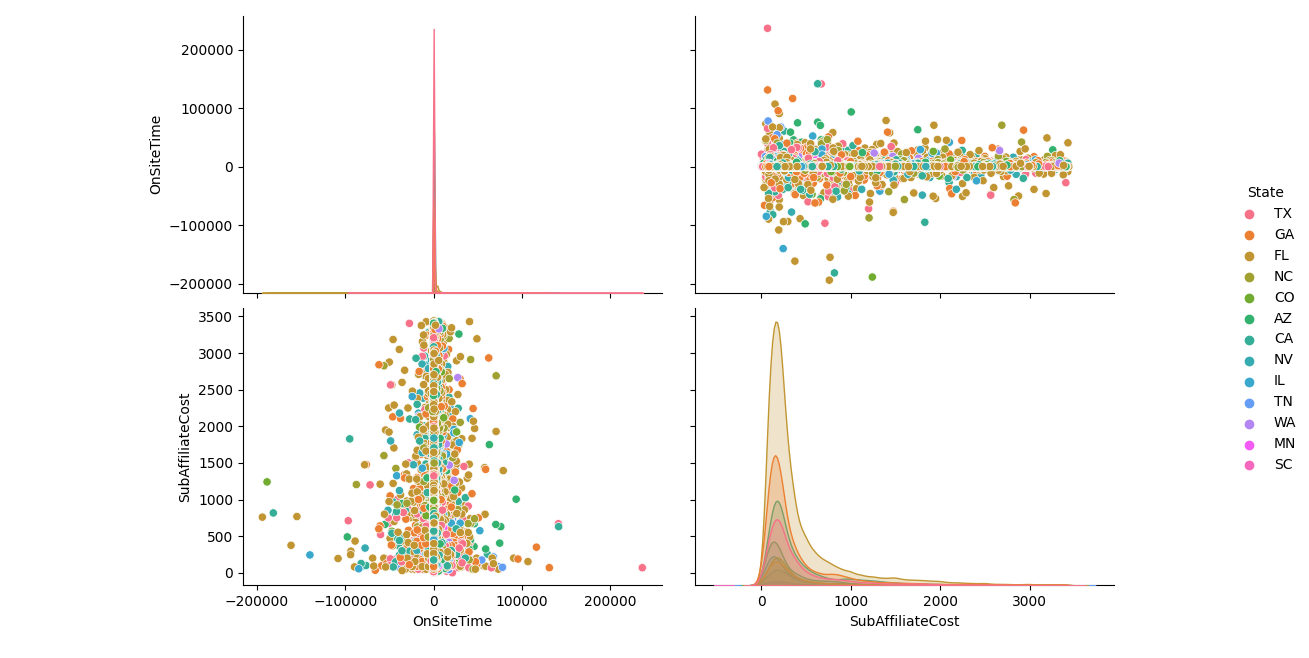 OnSiteTime
200000
100000
0
−100000
−200000
SubAffiliateCost
3500
3000
2500
2000
1500
1000
500
0
−200000 −100000 0 100000 200000
OnSiteTime
0 1000 2000 3000
SubAffiliateCost
State
TX
GA
FL
NC
CO
AZ
CA
NV
IL
TN
WA
MN
SC